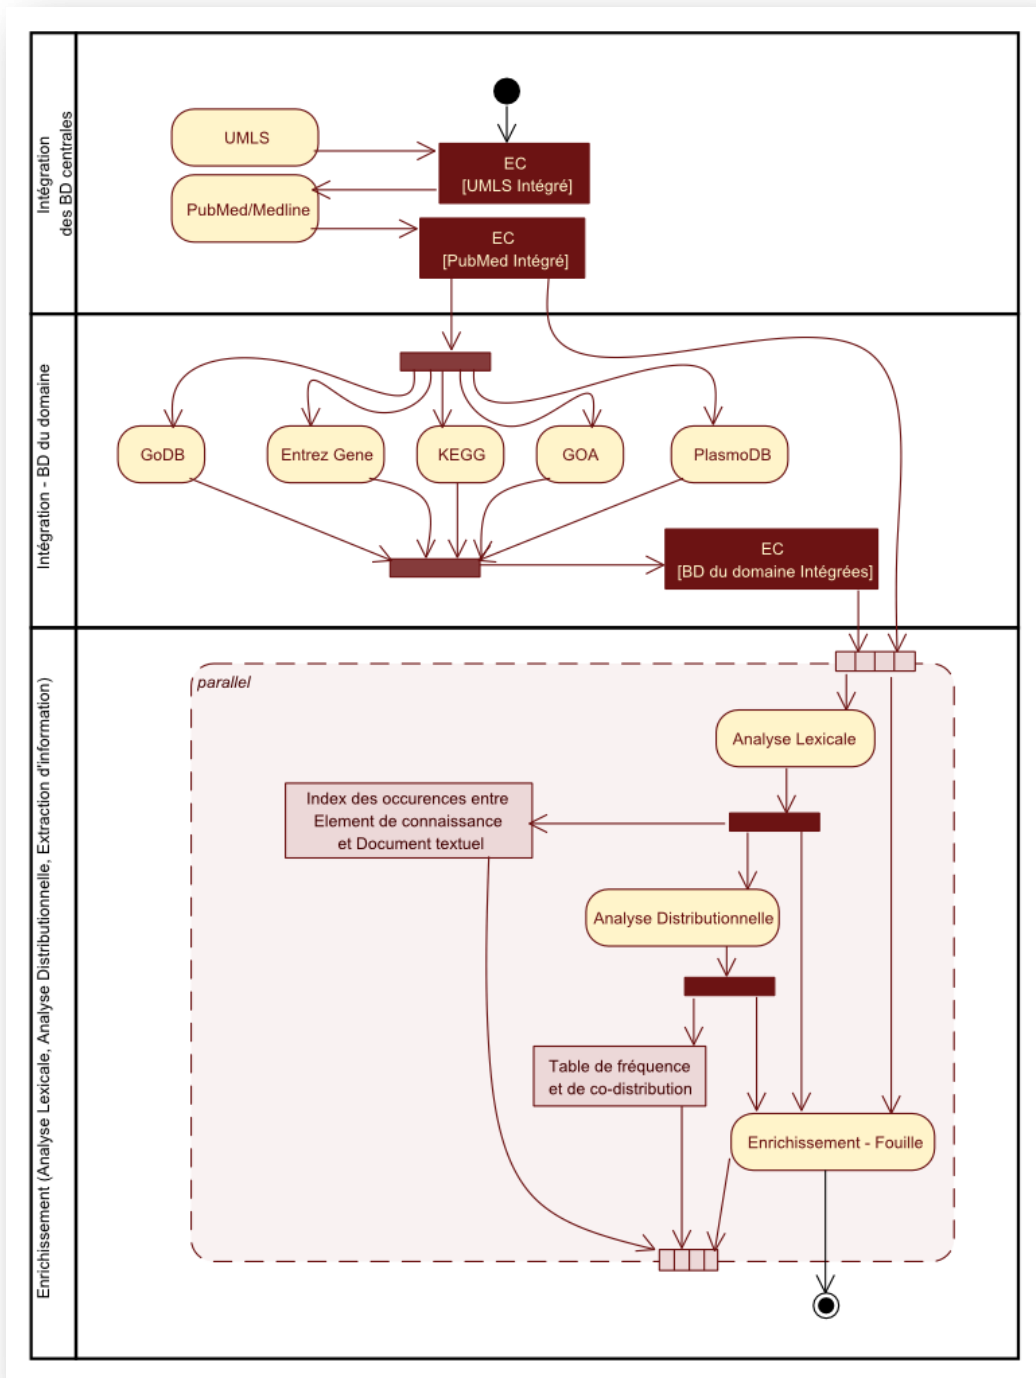 Intégration
des BD centrales
UMLS
EC
[UMLS Intégré]
PubMed/Medline
EC
[PubMed Intégré]
Intégration - BD du domaine
GoDB
Entrez Gene
KEGG
GOA
PlasmoDB
EC
[BD du domaine Intégrées]
Enrichissement (Analyse Lexicale, Analyse Distributionnelle, Extraction d'information)
parallel
Analyse Lexicale
Index des occurences entre
Element de connaissance
et Document textuel
Analyse Distributionnelle
Table de fréquence
et de co-distribution
Enrichissement - Fouille